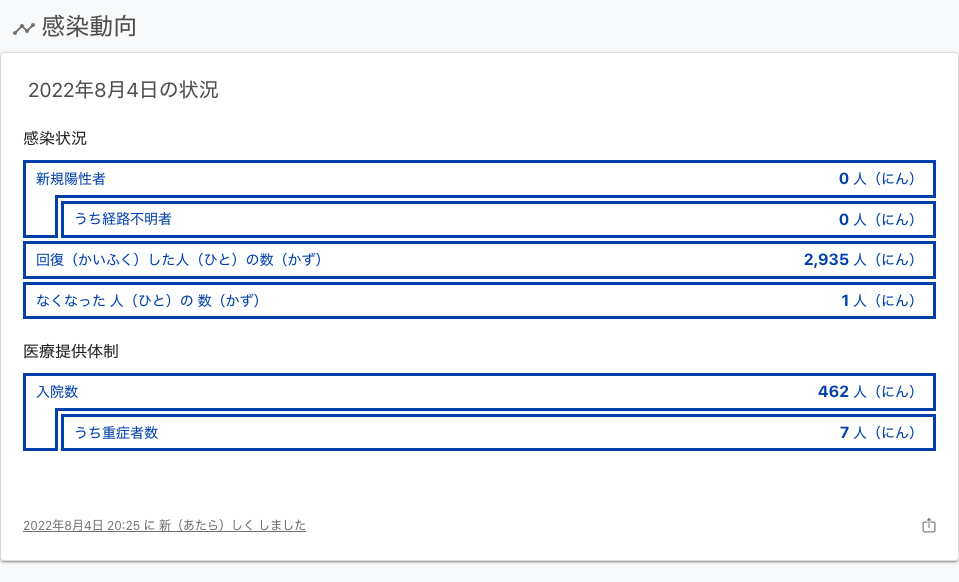 感染動向
2022年8月4日の状況
感染状況
新規陽性者 0 人（にん）
うち経路不明者 0 人（にん）
回復（かいふく）した人（ひと）の数（かず） 2,935 人（にん）
なくなった 人（ひと）の 数（かず） 1 人（にん）
医療提供体制
入院数 462 人（にん）
うち重症者数 7 人（にん）
2022年8月4日 20:25 に 新（あたら）しく しました